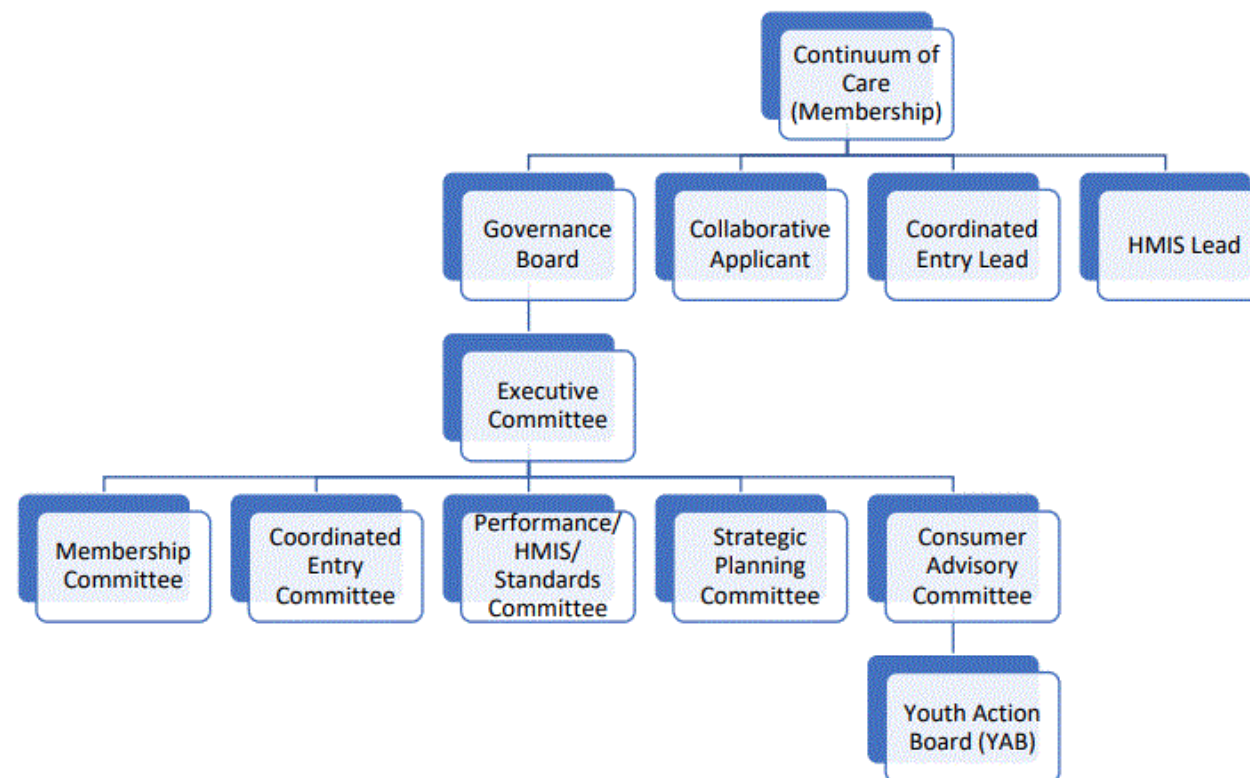 Continuum of
Care
(Membership)
Governance
Board
Collaborative
Applicant
Coordinated
Entry Lead
HMIS Lead
Executive
Committee
Membership
Committee
Coordinated
Entry
Committee
Performance/
HMIS/
Standards
Committee
Strategic
Planning
Committee
Consumer
Advisory
Committee
Youth Action
Board (YAB)